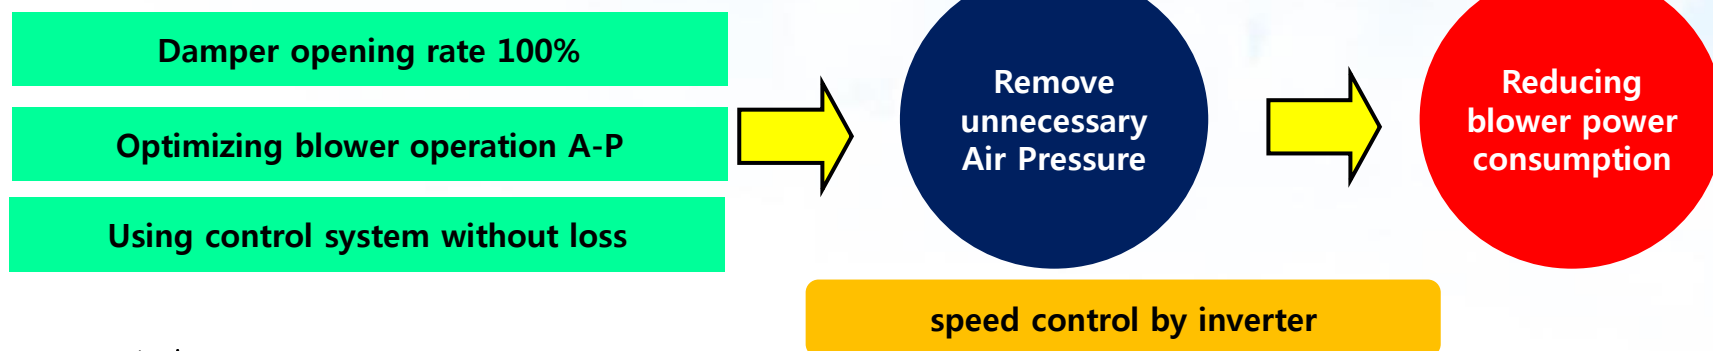 Damper opening rate 100%
Optimizing blower operation A-P
Using control system without loss
Remove
unnecessary
Air Pressure
Reducing
blower power
consumption
speed control by inverter